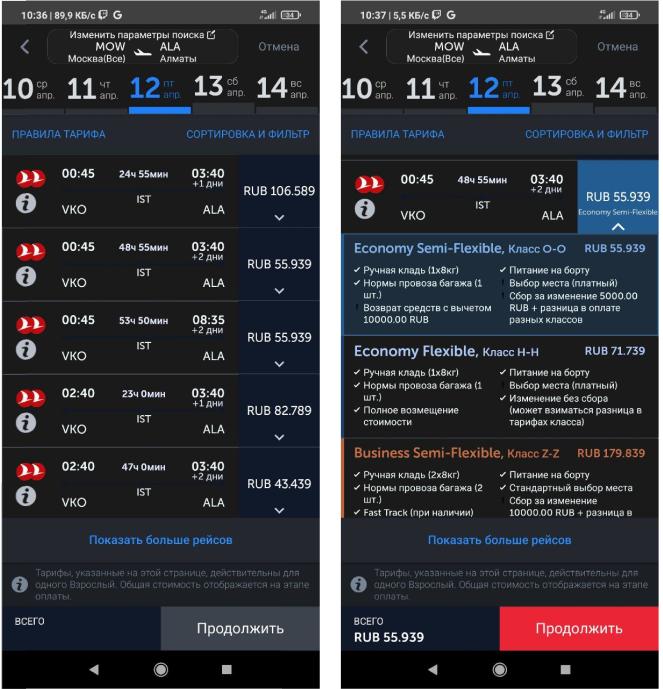 10:36 | 89,9 КБ/с G
4G 34
Изменить параметры поиска
MOW ALA
Москва(Все) Алматы
Отмена
10 ср апр.
11 чт апр.
12 пт апр.
13 сб апр.
14 вс апр.
ПРАВИЛА ТАРИФА СОРТИРОВКА И ФИЛЬТР
00:45 24ч 55мин 03:40
+1 дни
IST
VKO ALA
RUB 106.589
00:45 48ч 55мин 03:40
+2 дни
IST
VKO ALA
RUB 55.939
00:45 53ч 50мин 08:35
+2 дни
IST
VKO ALA
RUB 55.939
02:40 23ч 0мин 03:40
+1 дни
IST
VKO ALA
RUB 82.789
02:40 47ч 0мин 03:40
+2 дни
IST
VKO ALA
RUB 43.439
Показать больше рейсов
Тарифы, указанные на этой странице, действительны для
одного Взрослый. Общая стоимость отображается на этапе
оплаты.
ВСЕГО
Продолжить
10:37 | 5,5 КБ/с G
4G 34
Изменить параметры поиска
MOW ALA
Москва(Все) Алматы
Отмена
10 ср апр.
11 чт апр.
12 пт апр.
13 сб апр.
14 вс апр.
ПРАВИЛА ТАРИФА СОРТИРОВКА И ФИЛЬТР
00:45 48ч 55мин 03:40
+2 дни
IST
VKO ALA
RUB 55.939
Economy Semi-Flexible
Economy Semi-Flexible, Класс O-O RUB 55.939
Ручная кладь (1x8кг)
Нормы провоза багажа (1
шт.)
Возврат средств с вычетом
10000.00 RUB
Питание на борту
Выбор места (платный)
Сбор за изменение 5000.00
RUB + разница в оплате
разных классов
Economy Flexible, Класс H-H RUB 71.739
Ручная кладь (1x8кг)
Нормы провоза багажа (1
шт.)
Полное возмещение
стоимости
Питание на борту
Выбор места (платный)
Изменение без сбора
(может взиматься разница в
тарифах класса)
Business Semi-Flexible, Класс Z-Z RUB 179.839
Ручная кладь (2x8кг)
Нормы провоза багажа (2
шт.)
Fast Track (при наличии)
Питание на борту
Стандартный выбор места
Сбор за изменение
10000.00 RUB + разница в
Показать больше рейсов
Тарифы, указанные на этой странице, действительны для
одного Взрослый. Общая стоимость отображается на этапе
оплаты.
ВСЕГО
RUB 55.939
Продолжить